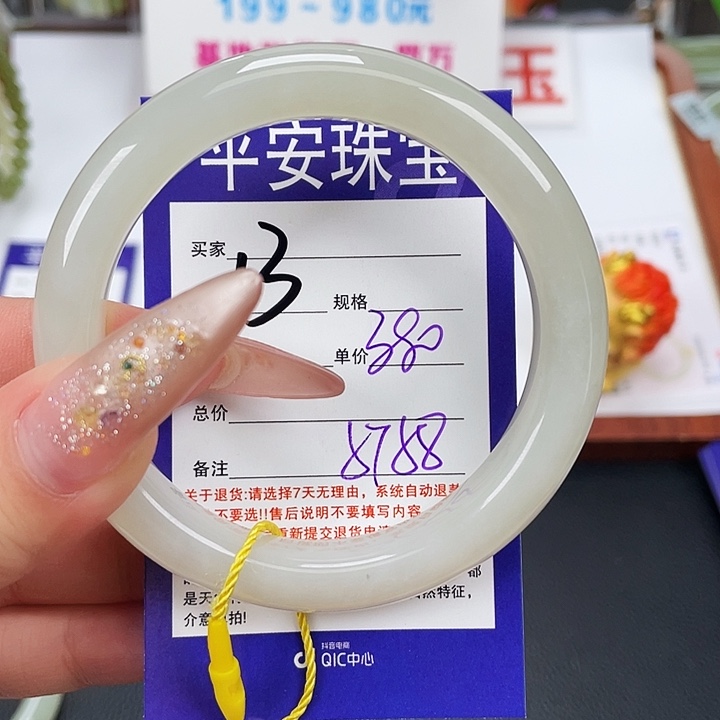 199~980元
玉
平安珠宝
买家
13
规格
单价 380
总价
备注 8788
关于退货:请选择7天无理由，系统自动退款
不要选!!售后说明不要填写内容
重新提交退货申请
都
是天然特征，
介意 拍!
抖音电商
QIC中心